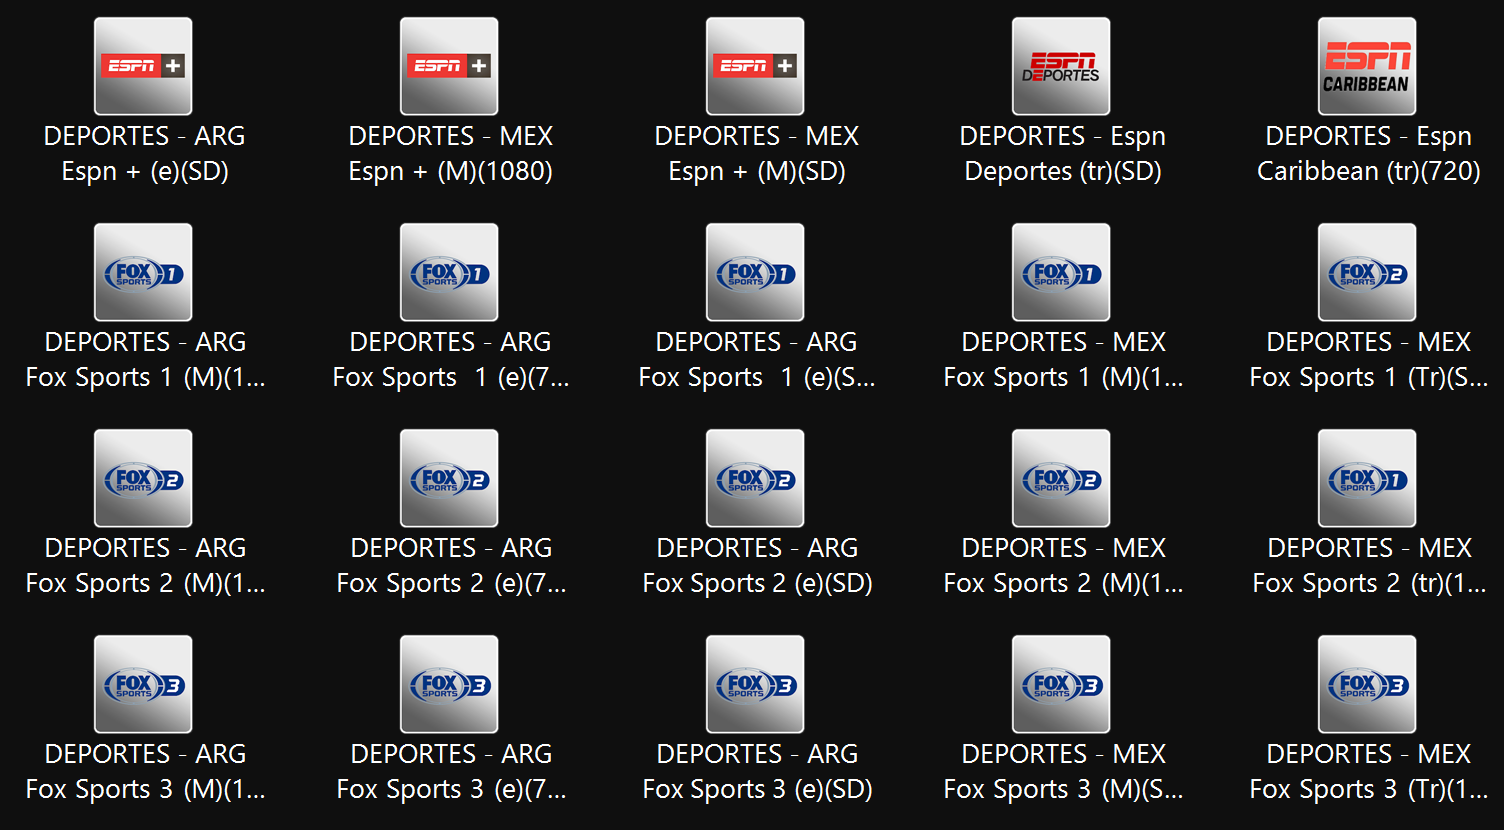 ESPN +
ESPN +
ESPN +
ESPN DEPORTES
ESPN CARIBBEAN
DEPORTES - ARG
Espn + (e)(SD)
DEPORTES - MEX
Espn + (M)(1080)
DEPORTES - MEX
Espn + (M)(SD)
DEPORTES - Espn
Deportes (tr)(SD)
DEPORTES - Espn
Caribbean (tr)(720)
FOX SPORTS 1
FOX SPORTS 1
FOX SPORTS 1
FOX SPORTS 1
FOX SPORTS 2
DEPORTES - ARG
Fox Sports 1 (M)(1...
DEPORTES - ARG
Fox Sports  1 (e)(7...
DEPORTES - ARG
Fox Sports  1 (e)(S...
DEPORTES - MEX
Fox Sports 1 (M)(1...
DEPORTES - MEX
Fox Sports 1 (Tr)(S...
FOX SPORTS 2
FOX SPORTS 2
FOX SPORTS 2
FOX SPORTS 2
FOX SPORTS 1
DEPORTES - ARG
Fox Sports 2 (M)(1...
DEPORTES - ARG
Fox Sports 2 (e)(7...
DEPORTES - ARG
Fox Sports 2 (e)(SD)
DEPORTES - MEX
Fox Sports 2 (M)(1...
DEPORTES - MEX
Fox Sports 2 (tr)(1...
FOX SPORTS 3
FOX SPORTS 3
FOX SPORTS 3
FOX SPORTS 3
FOX SPORTS 3
DEPORTES - ARG
Fox Sports 3 (M)(1...
DEPORTES - ARG
Fox Sports 3 (e)(7...
DEPORTES - ARG
Fox Sports 3 (e)(SD)
DEPORTES - MEX
Fox Sports 3 (M)(S...
DEPORTES - MEX
Fox Sports 3 (Tr)(1...